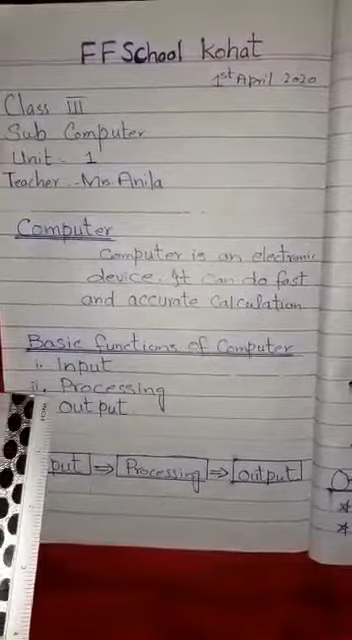 FF School Kohat
1st April 2020
Class III
Sub Computer
Unit - 1
Teacher - Mrs. Anila
Computer
Computer is an electronic
device. It can do fast
and accurate calculation
Basic functions of Computer
i. Input
ii. Processing
output
put ⇒ Processing ⇒ output